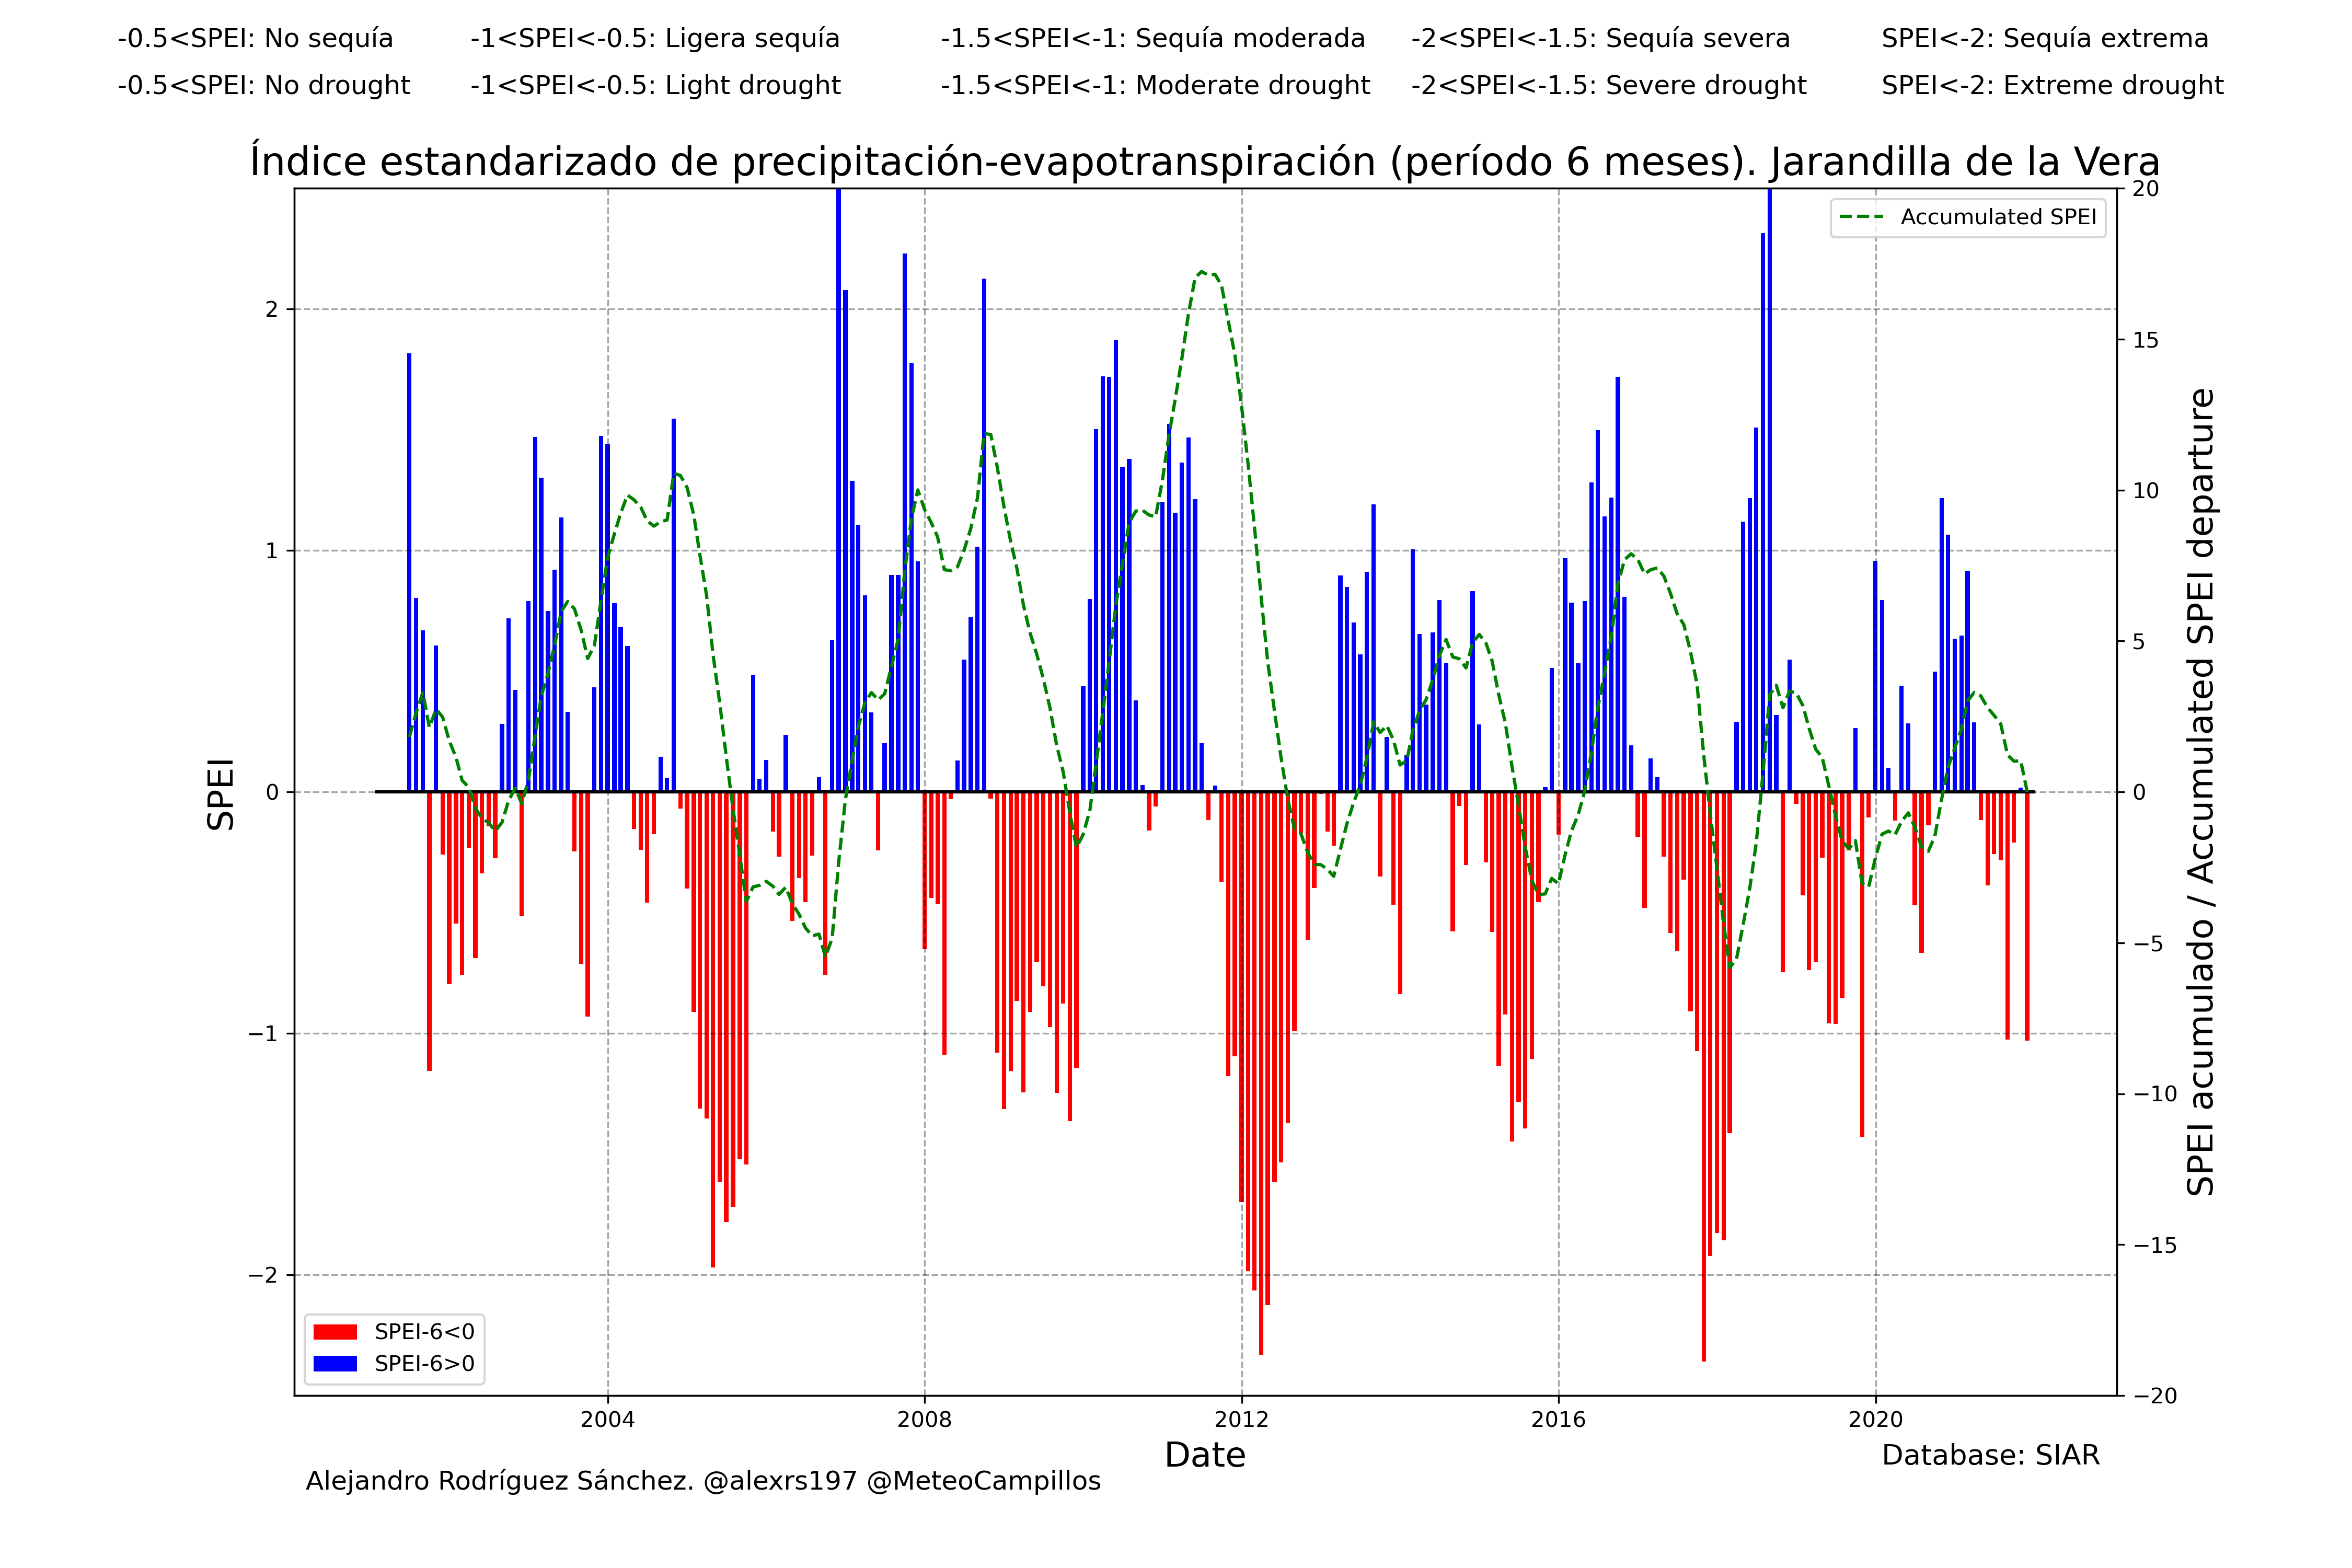 -0.5<SPEI: No sequía -1<SPEI<-0.5: Ligera sequía -1.5<SPEI<-1: Sequía moderada -2<SPEI<-1.5: Sequía severa SPEI<-2: Sequía extrema
-0.5<SPEI: No drought -1<SPEI<-0.5: Light drought -1.5<SPEI<-1: Moderate drought -2<SPEI<-1.5: Severe drought SPEI<-2: Extreme drought
Índice estandarizado de precipitación-evapotranspiración (período 6 meses). Jarandilla de la Vera
Accumulated SPEI
SPEI
2
1
0
−1
−2
20
15
10
5
0
−5
−10
−15
−20
SPEI acumulado / Accumulated SPEI departure
SPEI-6<0
SPEI-6>0
2004 2008 2012 2016 2020
Date
Database: SIAR
Alejandro Rodríguez Sánchez. @alexrs197 @MeteoCampillos